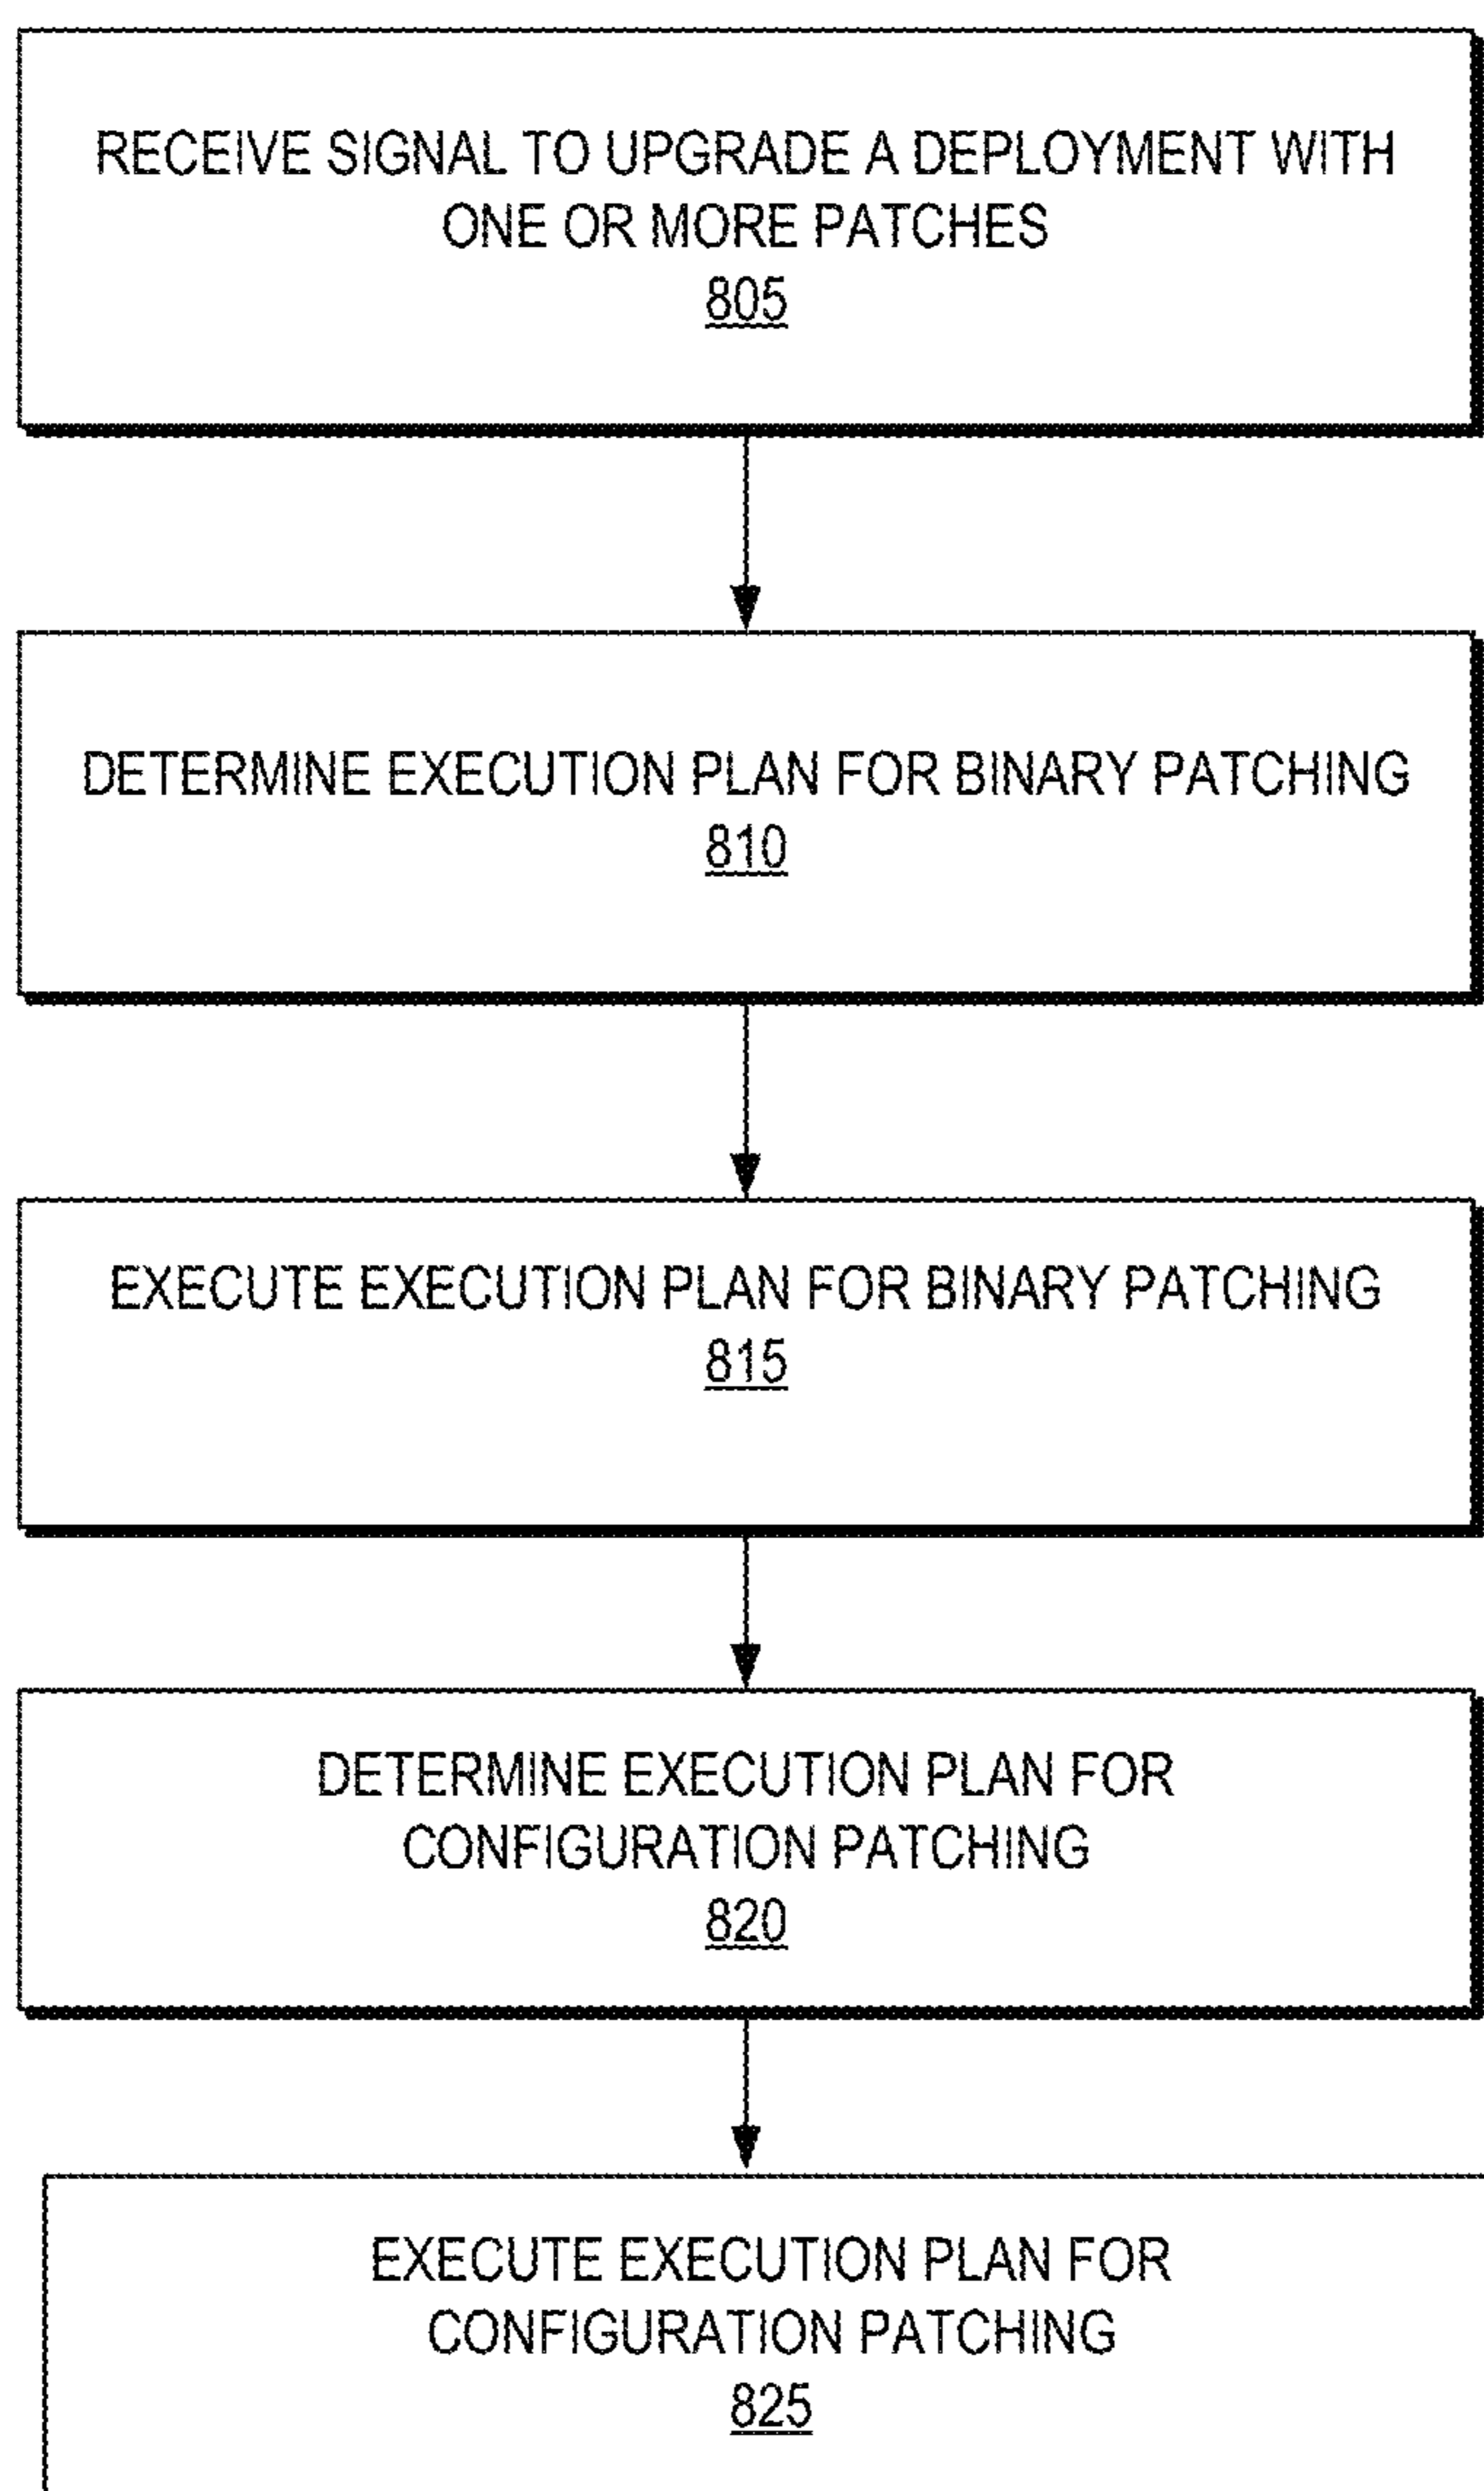 RECEIVE SIGNAL TO UPGRADE A DEPLOYMENT WITH
ONE OR MORE PATCHES
805
DETERMINE EXECUTION PLAN FOR BINARY PATCHING
810
EXECUTE EXECUTION PLAN FOR BINARY PATCHING
815
DETERMINE EXECUTION PLAN FOR
CONFIGURATION PATCHING
820
EXECUTE EXECUTION PLAN FOR
CONFIGURATION PATCHING
825